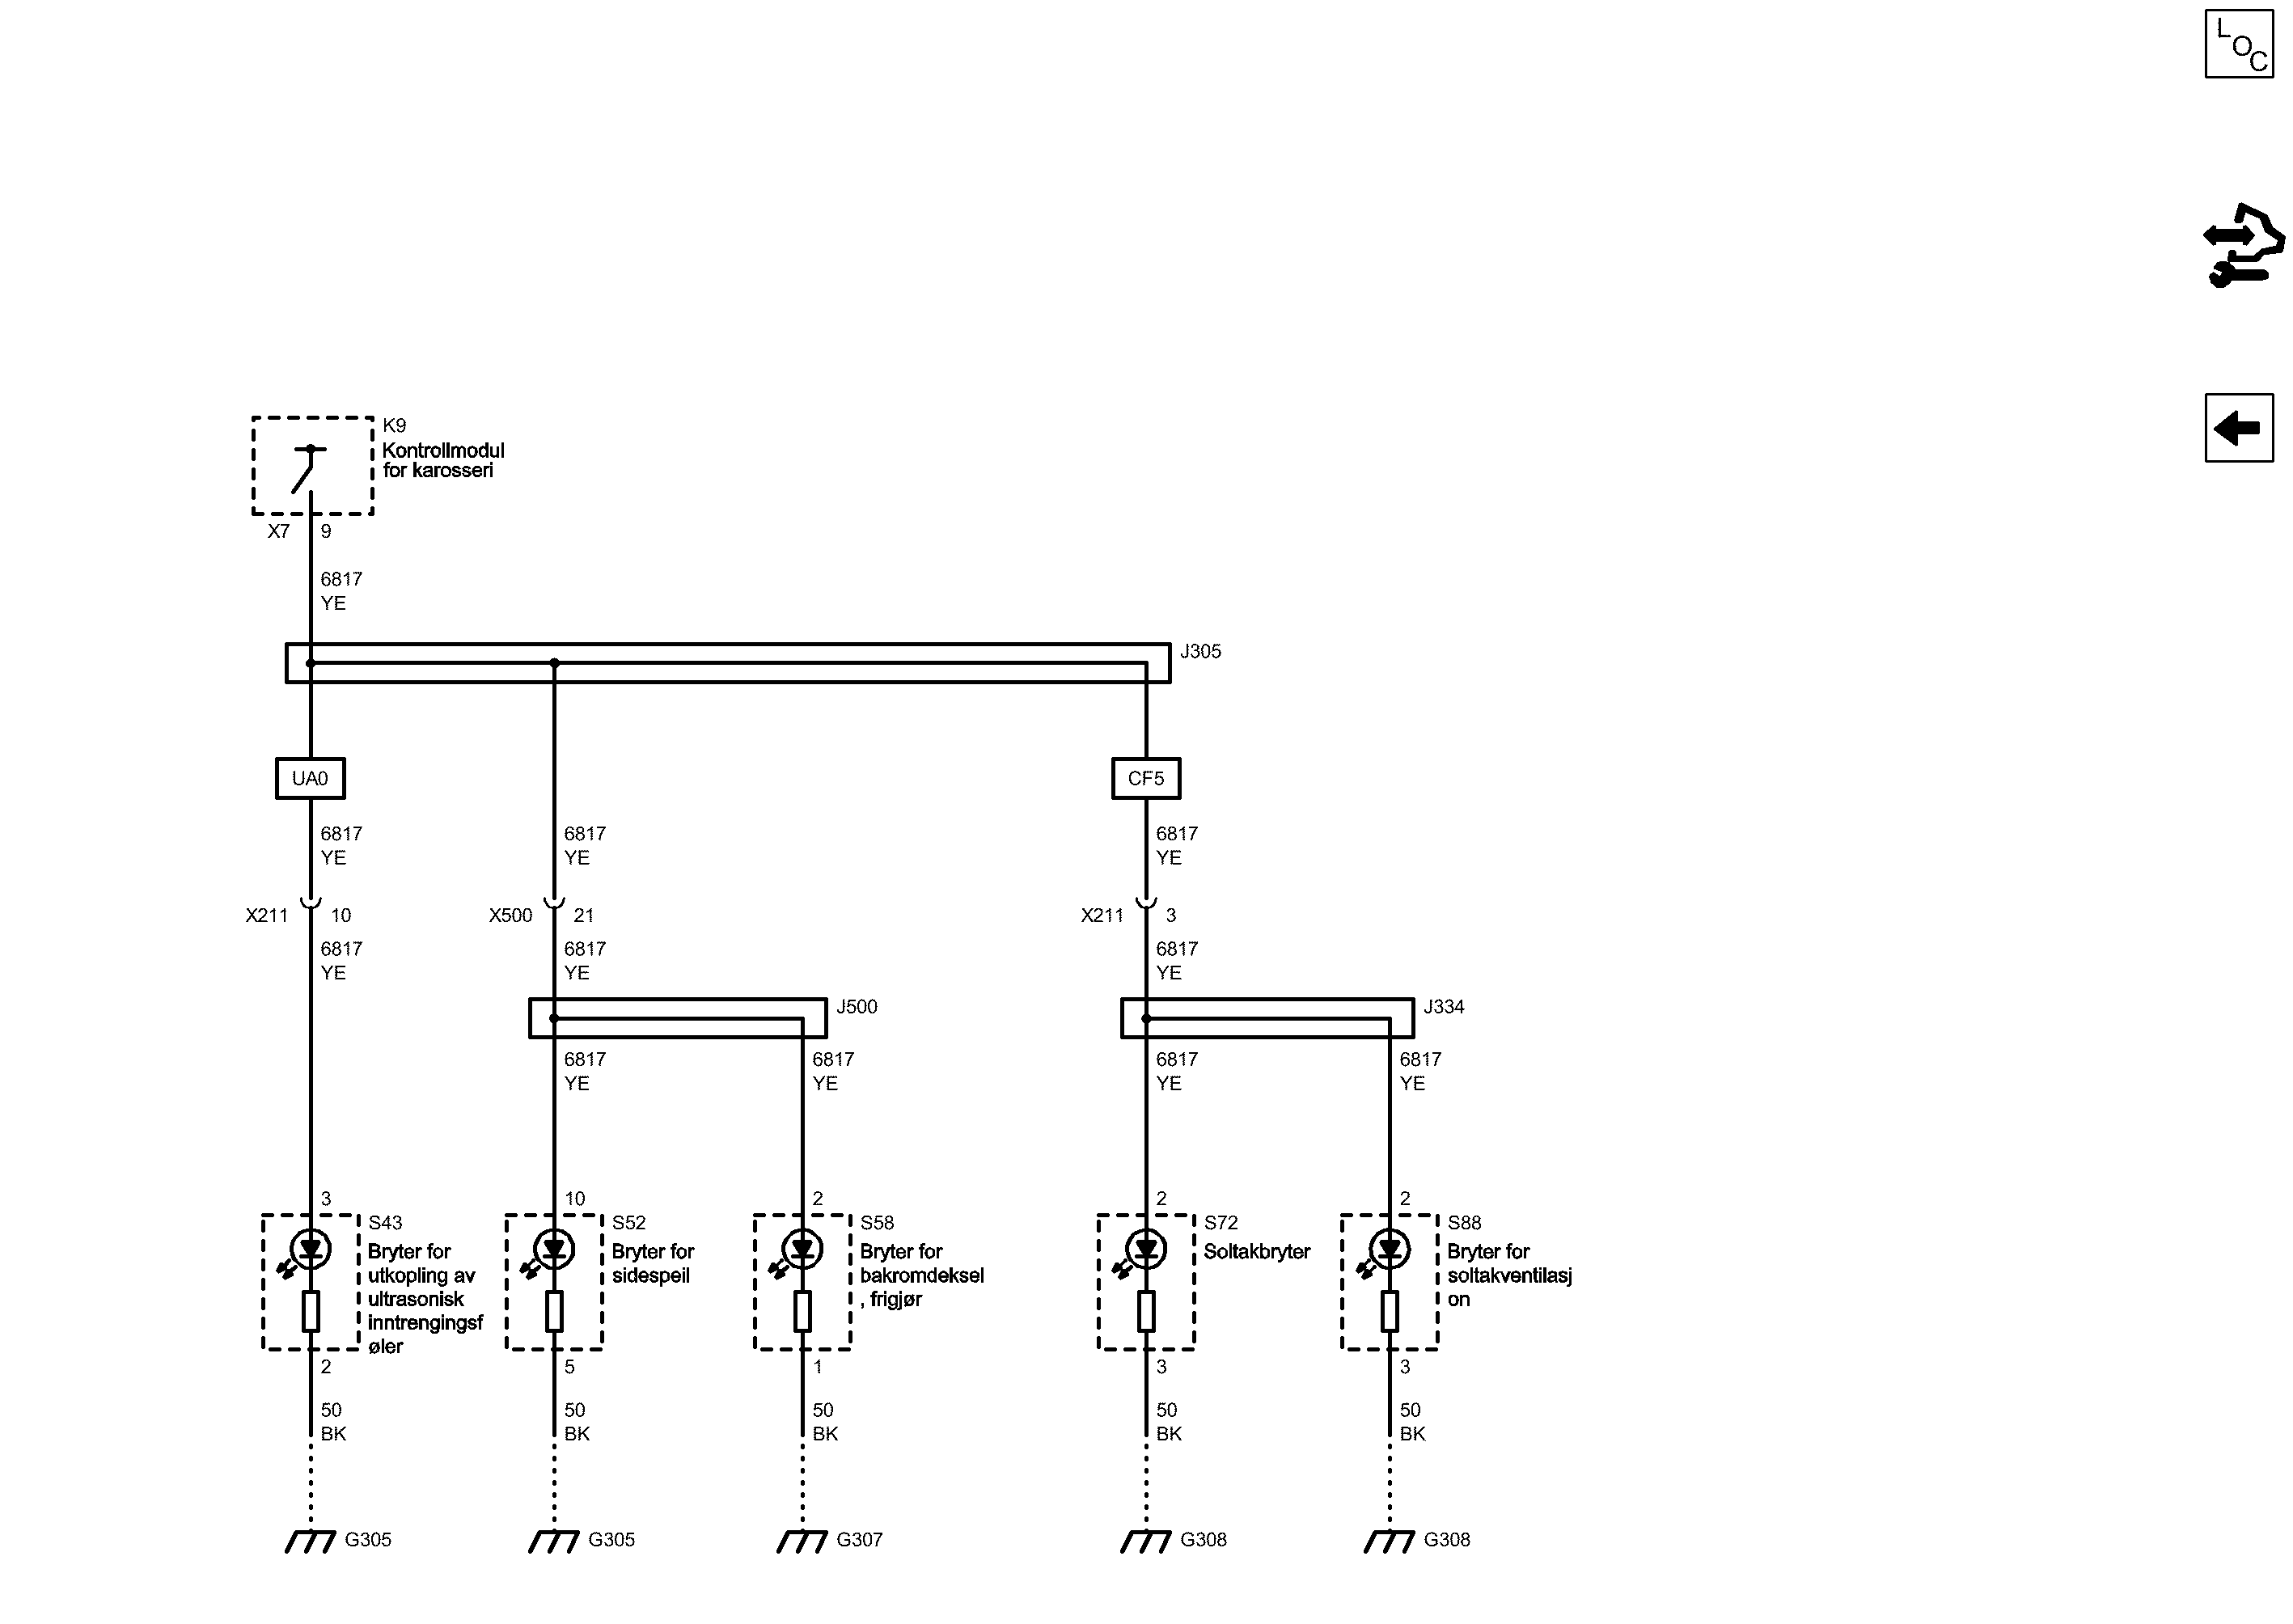 LOC
K9
Kontrollmodul
for karosseri
X7 9
6817
YE
J305
UA0 CF5
6817 6817 6817
YE YE YE
X211 10 X500 21 X211 3
6817 6817 6817
YE YE YE
J500 J334
6817 6817 6817 6817
YE YE YE YE
3 10 2 2 2
S43
Bryter for
utkopling av
ultrasonisk
inntrengingsf
øler
S52
Bryter for
sidespeil
S58
Bryter for
bakromdeksel
, frigjør
S72
Soltakbryter
S88
Bryter for
soltakventilasj
on
2 5 1 3 3
50 50 50 50 50
BK BK BK BK BK
G305 G305 G307 G308 G308